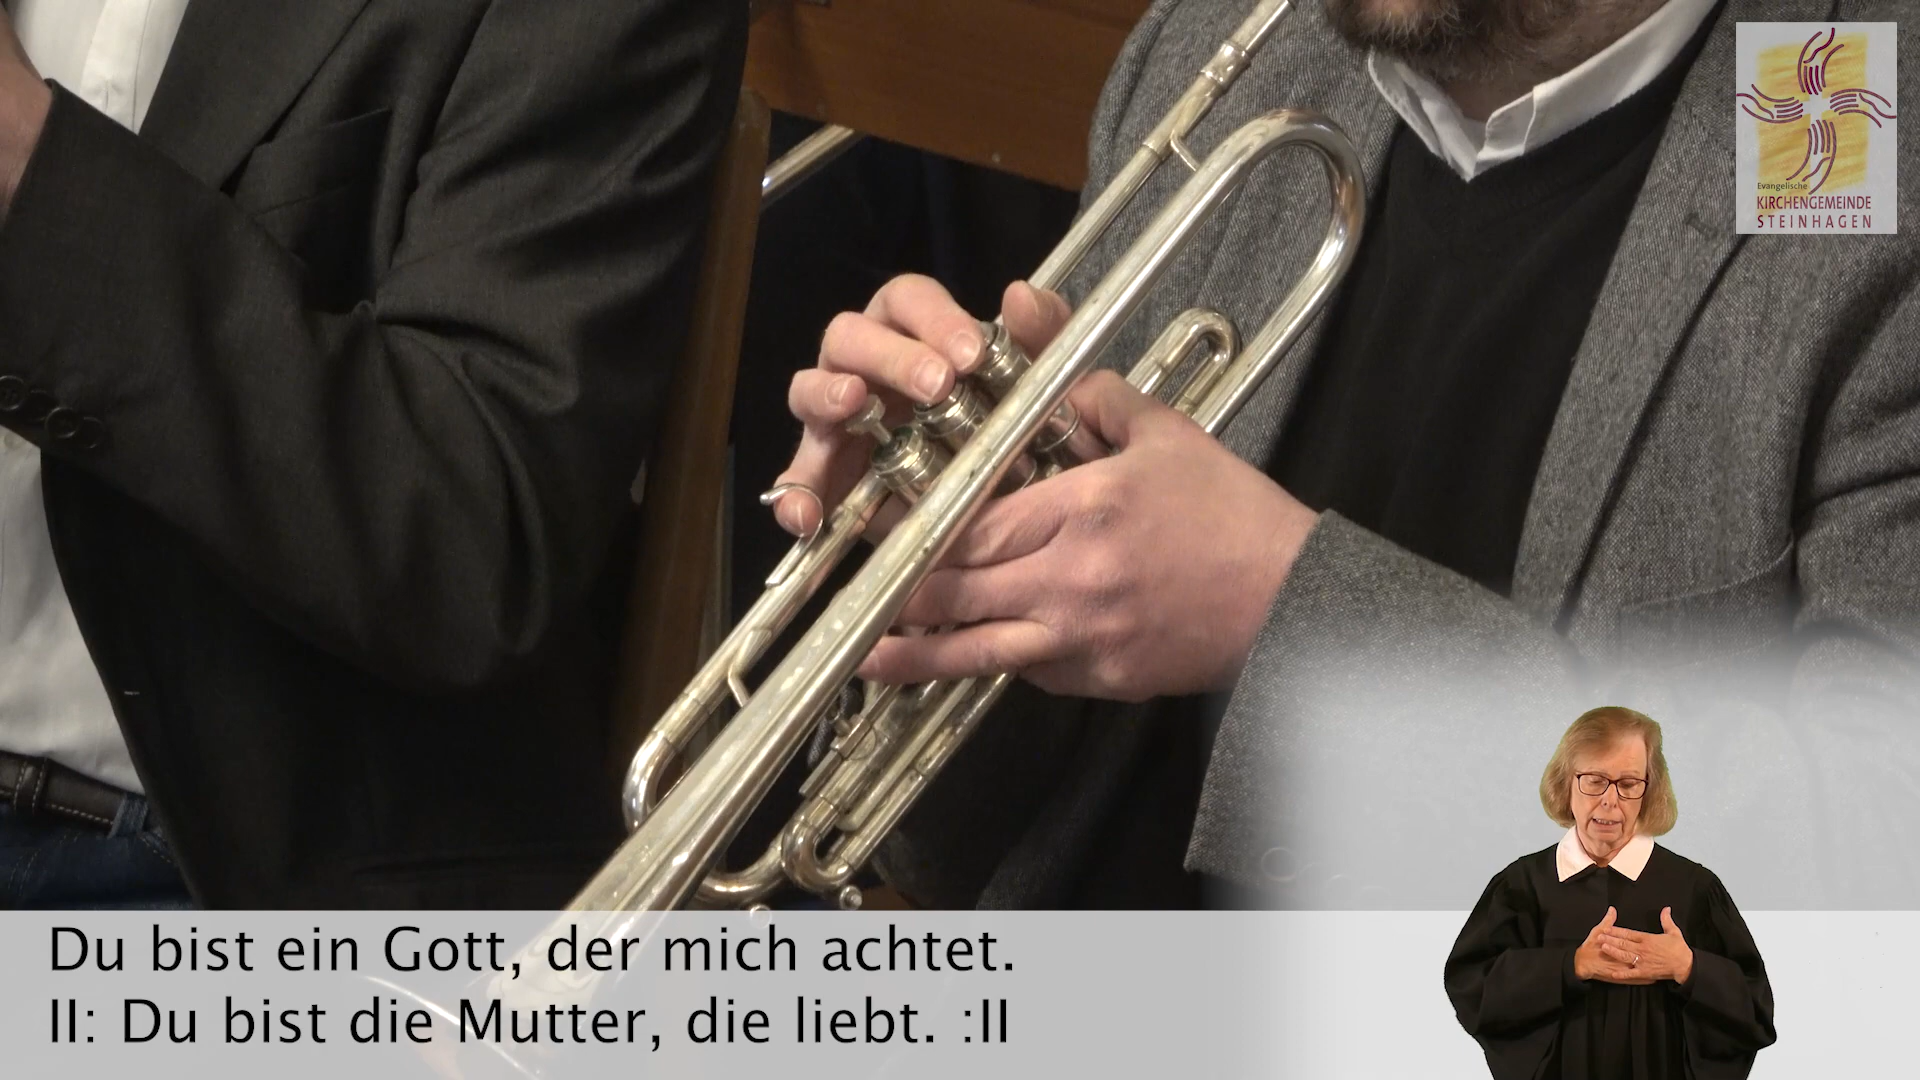 Evangelische
KIRCHENGEMEINDE
STEINHAGEN
Du bist ein Gott, der mich achtet.
II: Du bist die Mutter, die liebt. :II